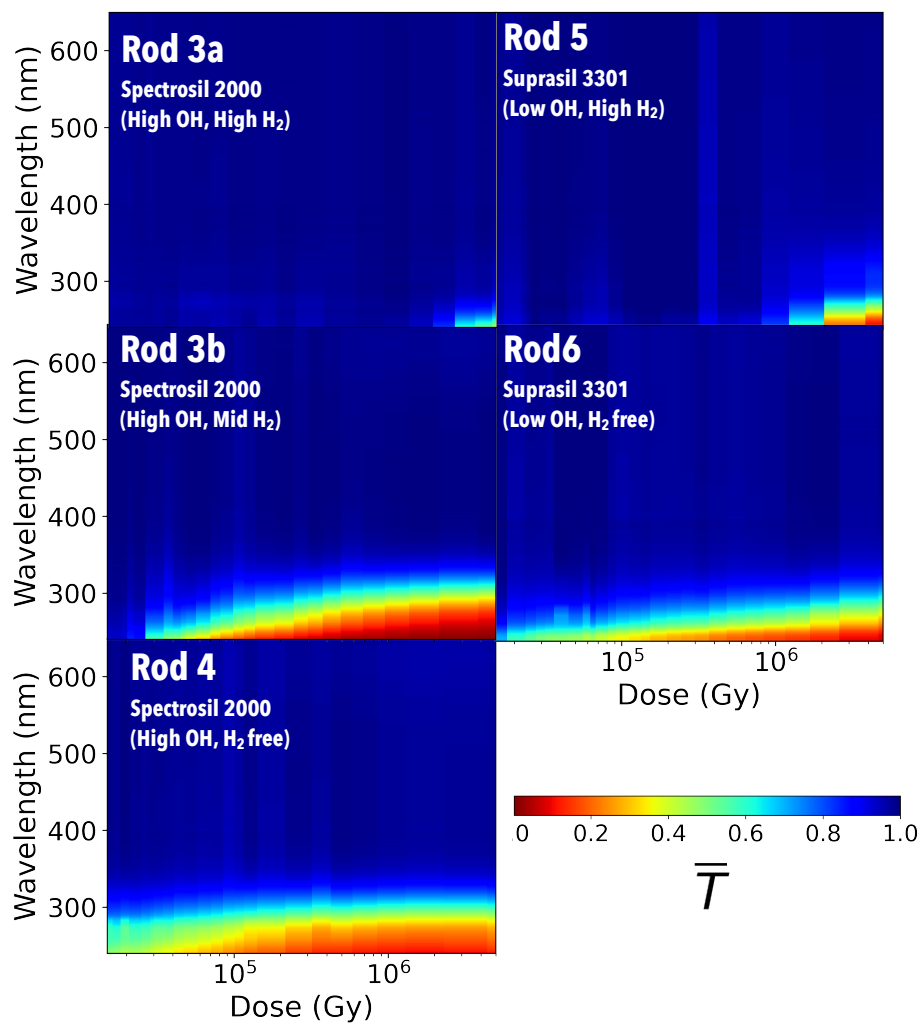 Rod 3a
Spectrosil 2000
(High OH, High H₂)
Rod 5
Suprasil 3301
(Low OH, High H₂)
600
500
400
300
Wavelength (nm)
Rod 3b
Spectrosil 2000
(High OH, Mid H₂)
Rod6
Suprasil 3301
(Low OH, H₂ free)
600
500
400
300
Wavelength (nm)
10⁵ 10⁶
Dose (Gy)
Rod 4
Spectrosil 2000
(High OH, H₂ free)
600
500
400
300
Wavelength (nm)
10⁵ 10⁶
Dose (Gy)
.0 0.2 0.4 0.6 0.8 1.0
T̅